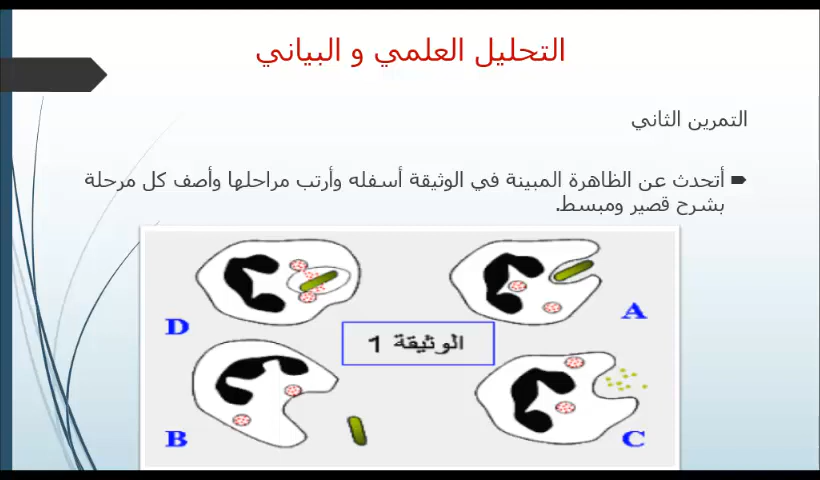 التحليل العلمي و البياني
التمرين الثاني
أتحدث عن الظاهرة المبينة في الوثيقة أسفله وأرتب مراحلها وأصف كل مرحلة
بشرح قصير ومبسط.
D
A
الوثيقة 1
B
C